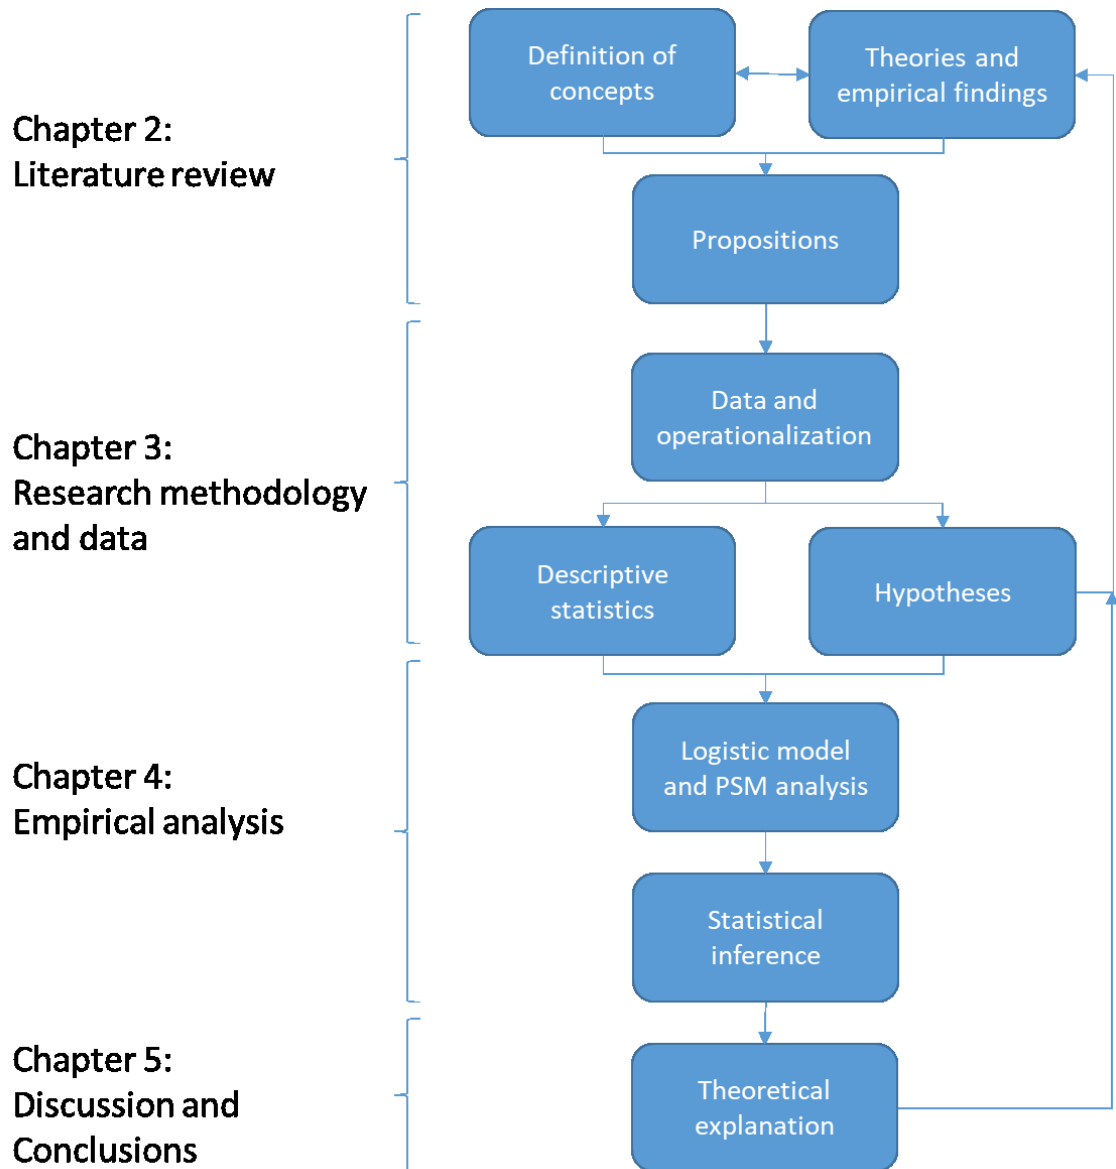 Chapter 2:
Literature review
Definition of
concepts
Theories and
empirical findings
Propositions
Chapter 3:
Research methodology
and data
Data and
operationalization
Descriptive
statistics
Hypotheses
Chapter 4:
Empirical analysis
Logistic model
and PSM analysis
Statistical
inference
Chapter 5:
Discussion and
Conclusions
Theoretical
explanation